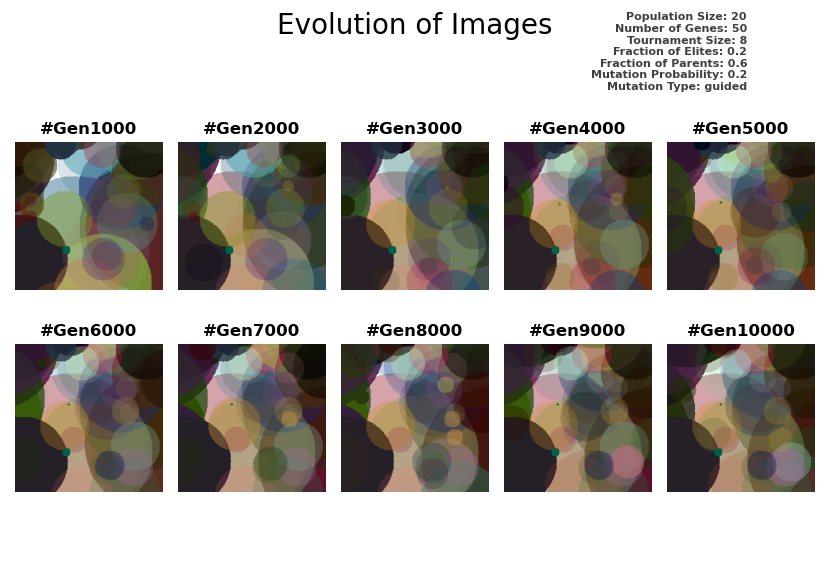 Evolution of Images
Population Size: 20
Number of Genes: 50
Tournament Size: 8
Fraction of Elites: 0.2
Fraction of Parents: 0.6
Mutation Probability: 0.2
Mutation Type: guided
#Gen1000
#Gen2000
#Gen3000
#Gen4000
#Gen5000
#Gen6000
#Gen7000
#Gen8000
#Gen9000
#Gen10000